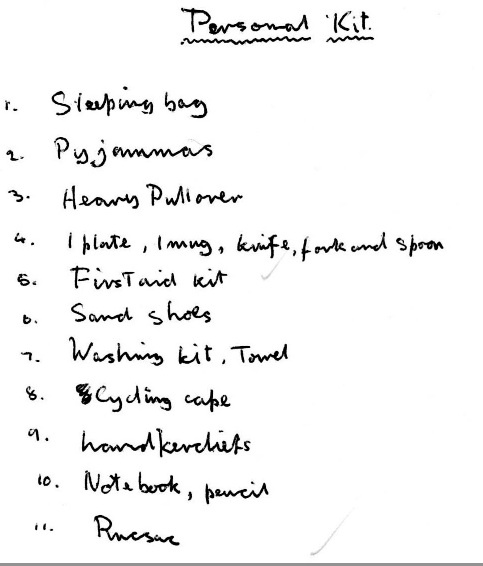 Personal Kit.
1. Sleeping bag
2. Pyjammas
3. Heavy Pullover
4. 1 plate, 1 mug, knife, fork and spoon
5. First aid kit
6. Sand shoes
7. Washing kit, Towel
8. Cycling cape
9. handkerchiefs
10. Notebook, pencil
11. Rucsac